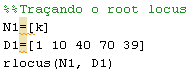 %%Traçando o root locus
N1=[k]
D1=[1 10 40 70 39]
rlocus(N1, D1)